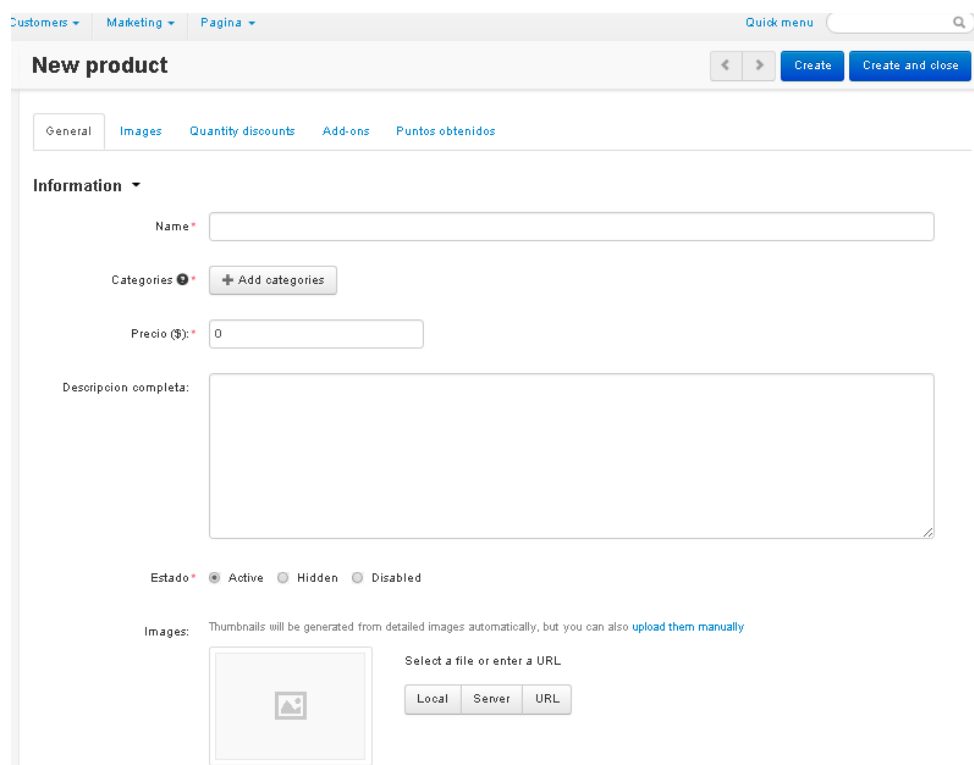 Customers Marketing Pagina Quick menu
New product Create Create and close
General Images Quantity discounts Add-ons Puntos obtenidos
Information
Name*
Categories ?* + Add categories
Precio ($):* 0
Descripcion completa:
Estado* Active Hidden Disabled
Images: Thumbnails will be generated from detailed images automatically, but you can also upload them manually
Select a file or enter a URL
Local Server URL